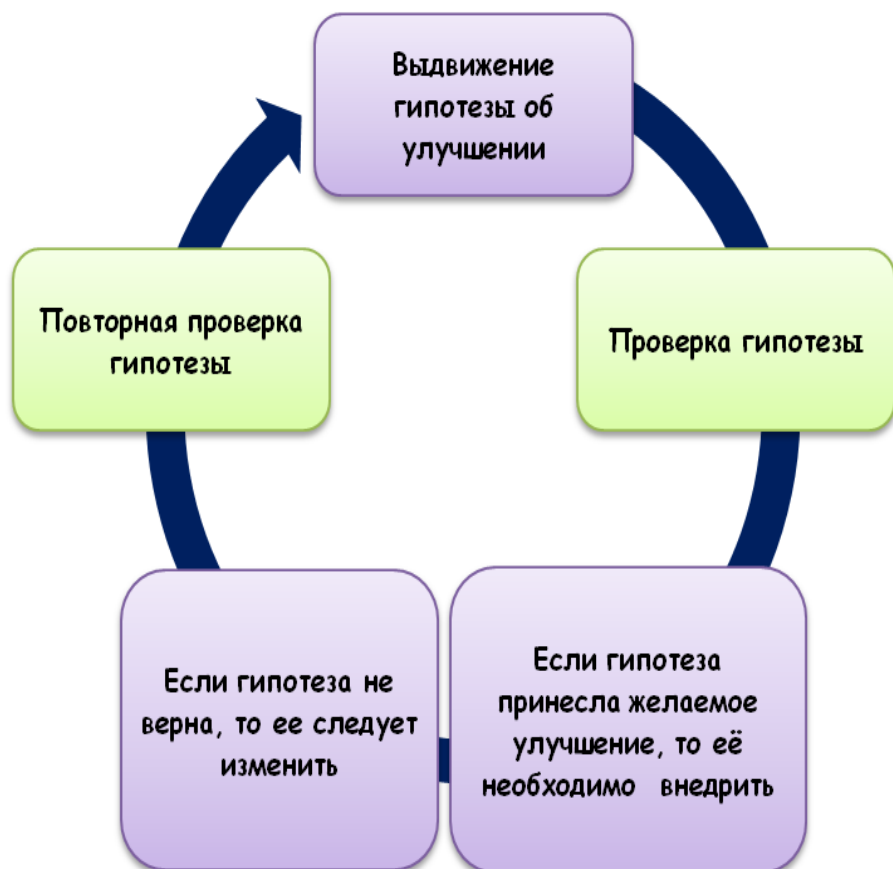 Выдвижение
гипотезы об
улучшении
Проверка гипотезы
Если гипотеза
принесла желаемое
улучшение, то её
необходимо внедрить
Если гипотеза не
верна, то ее следует
изменить
Повторная проверка
гипотезы